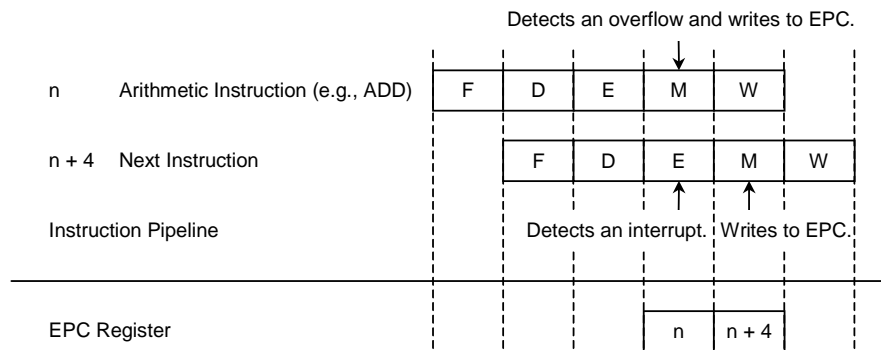 Detects an overflow and writes to EPC.
n Arithmetic Instruction (e.g., ADD) F D E M W
n + 4 Next Instruction F D E M W
Instruction Pipeline Detects an interrupt. Writes to EPC.
EPC Register n n + 4